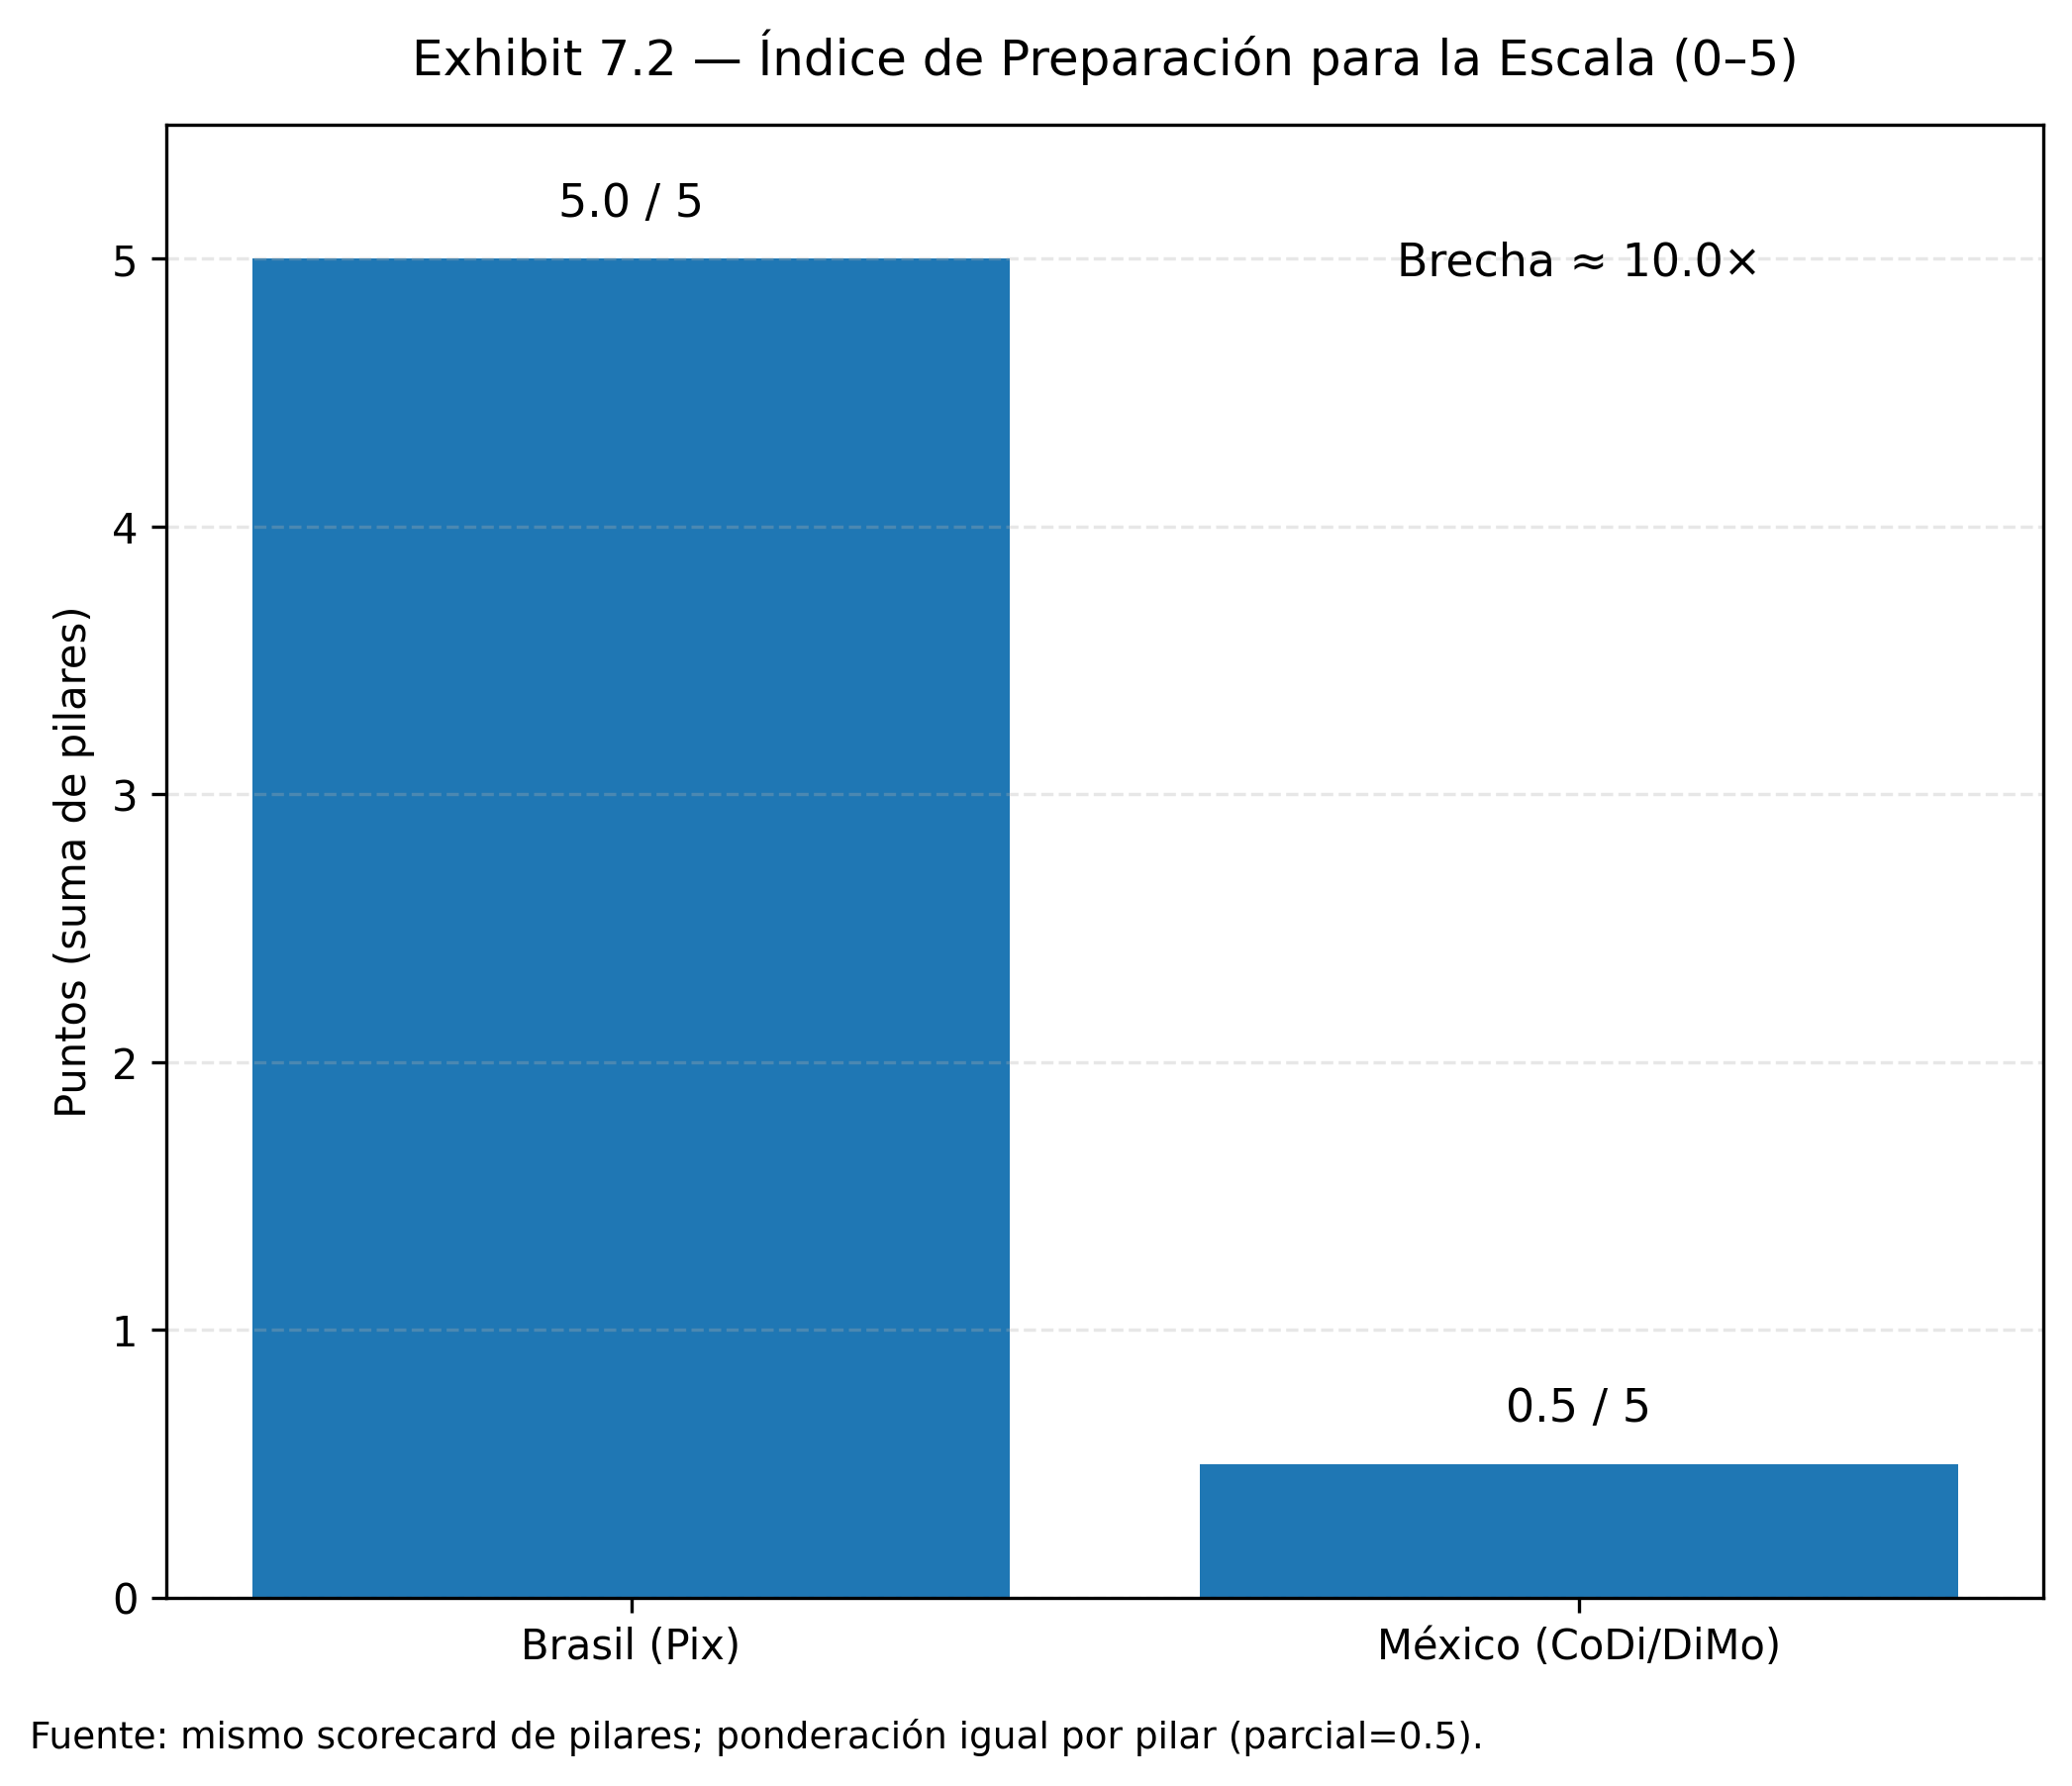 Exhibit 7.2 — Índice de Preparación para la Escala (0–5)
5.0 / 5
Brecha ≈ 10.0×
5
4
3
2
1
0
Puntos (suma de pilares)
0.5 / 5
Brasil (Pix)
México (CoDi/DiMo)
Fuente: mismo scorecard de pilares; ponderación igual por pilar (parcial=0.5).